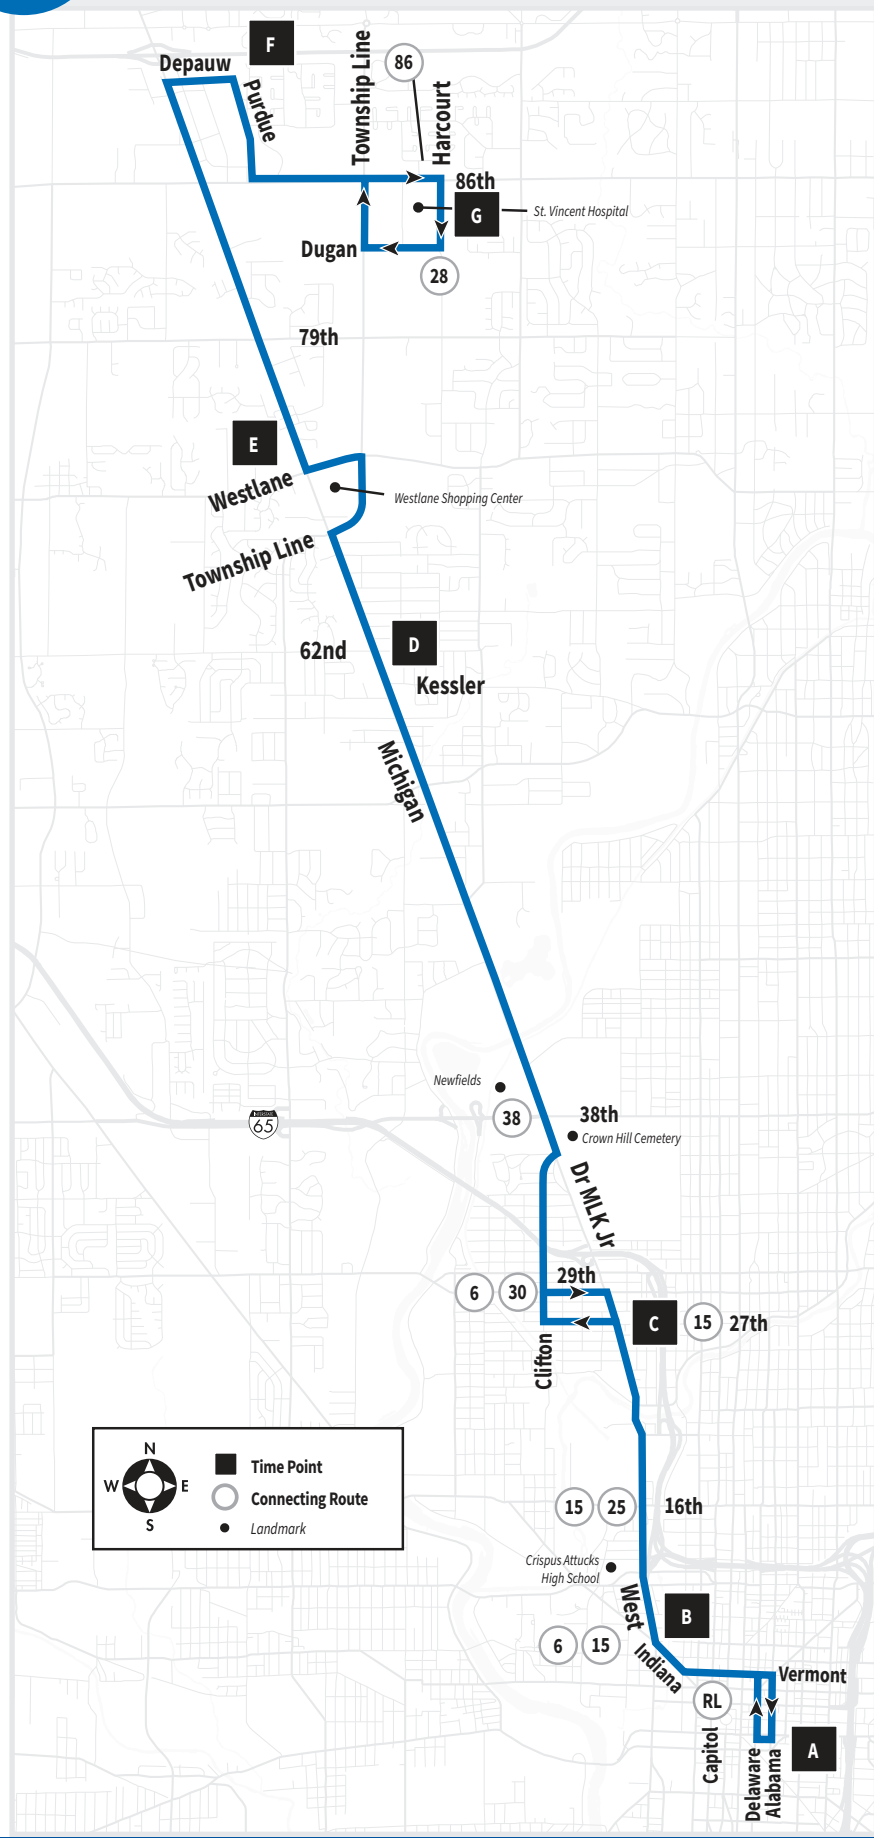 F
Depauw
Purdue
Township Line
86
Harcourt
86th
G
St. Vincent Hospital
Dugan
28
79th
E
Westlane
Westlane Shopping Center
Township Line
62nd
D
Kessler
Michigan
Newfields
38
38th
Crown Hill Cemetery
INTERSTATE
65
Dr MLK Jr
29th
6
30
C
15
27th
Clifton
N
W
E
S
Time Point
Connecting Route
Landmark
15
25
16th
Crispus Attucks
High School
West
B
6
15
Indiana
Vermont
RL
Capitol
Delaware
Alabama
A